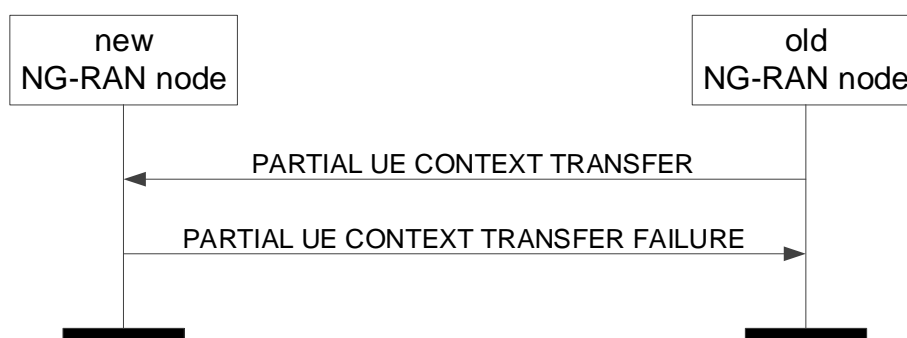 new
NG-RAN node
old
NG-RAN node
PARTIAL UE CONTEXT TRANSFER
PARTIAL UE CONTEXT TRANSFER FAILURE